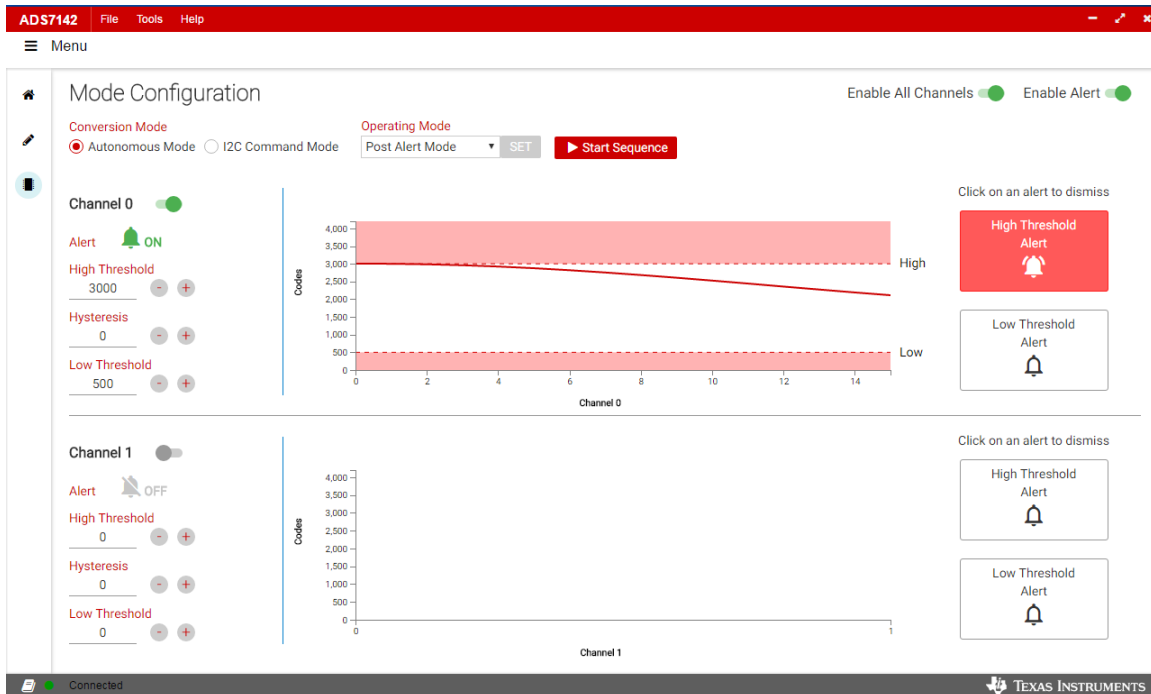 ADS7142 File Tools Help
Menu
Mode Configuration
Enable All Channels Enable Alert
Conversion Mode
Autonomous Mode I2C Command Mode
Operating Mode
Post Alert Mode SET Start Sequence
Channel 0
Alert ON
High Threshold
3000 - +
Hysteresis
0 - +
Low Threshold
500 - +
Codes
4,000
3,500
3,000
2,500
2,000
1,500
1,000
500
0
0 2 4 6 8 10 12 14
Channel 0
High
Low
Click on an alert to dismiss
High Threshold
Alert
Low Threshold
Alert
Channel 1
Alert OFF
High Threshold
0 - +
Hysteresis
0 - +
Low Threshold
0 - +
Codes
4,000
3,500
3,000
2,500
2,000
1,500
1,000
500
0
0 1
Channel 1
Click on an alert to dismiss
High Threshold
Alert
Low Threshold
Alert
Connected
TEXAS INSTRUMENTS